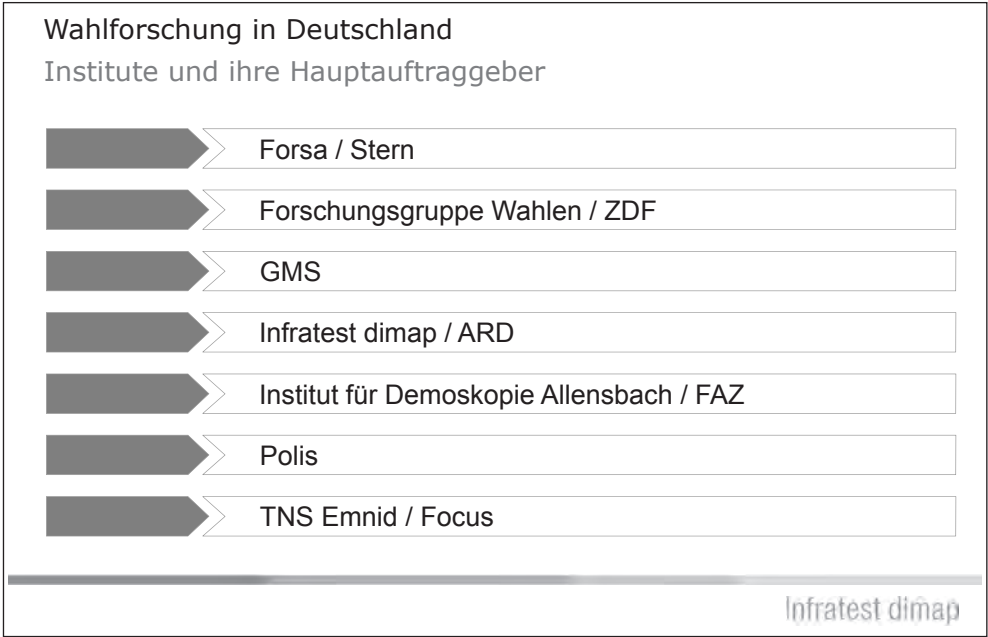 Wahlforschung in Deutschland
Institute und ihre Hauptauftraggeber
Forsa / Stern
Forschungsgruppe Wahlen / ZDF
GMS
Infratest dimap / ARD
Institut für Demoskopie Allensbach / FAZ
Polis
TNS Emnid / Focus
Infratest dimap